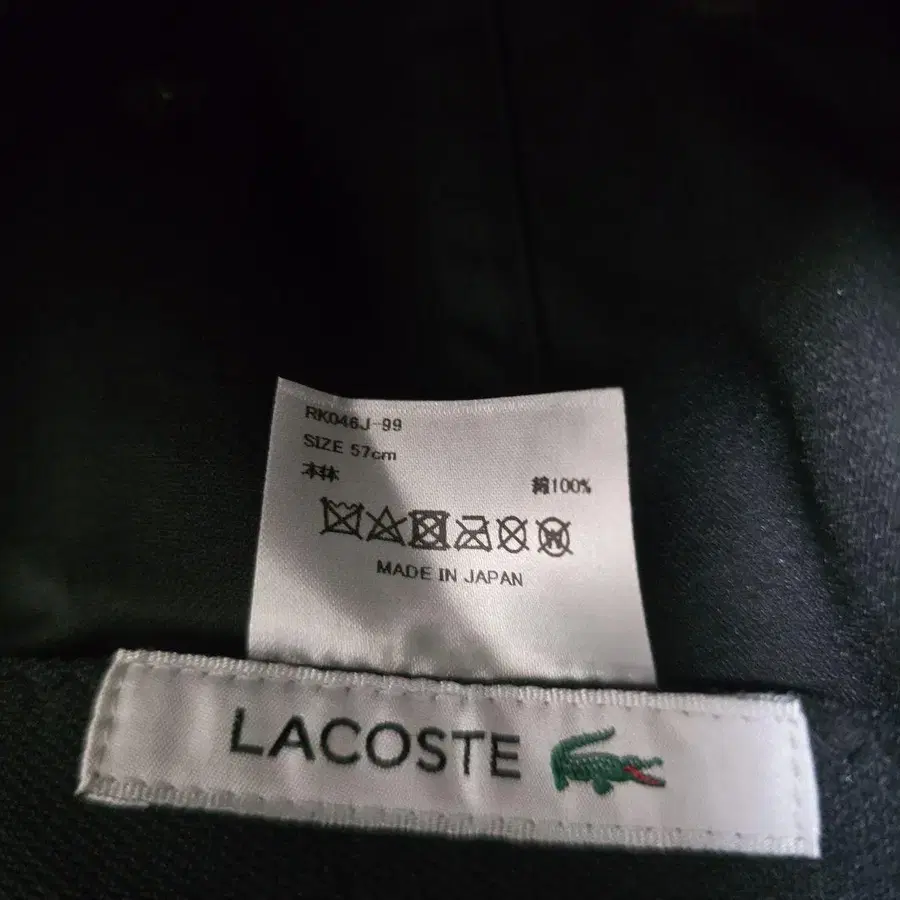 RK046J-99
SIZE 57cm
本体 綿100%
MADE IN JAPAN
LACOSTE